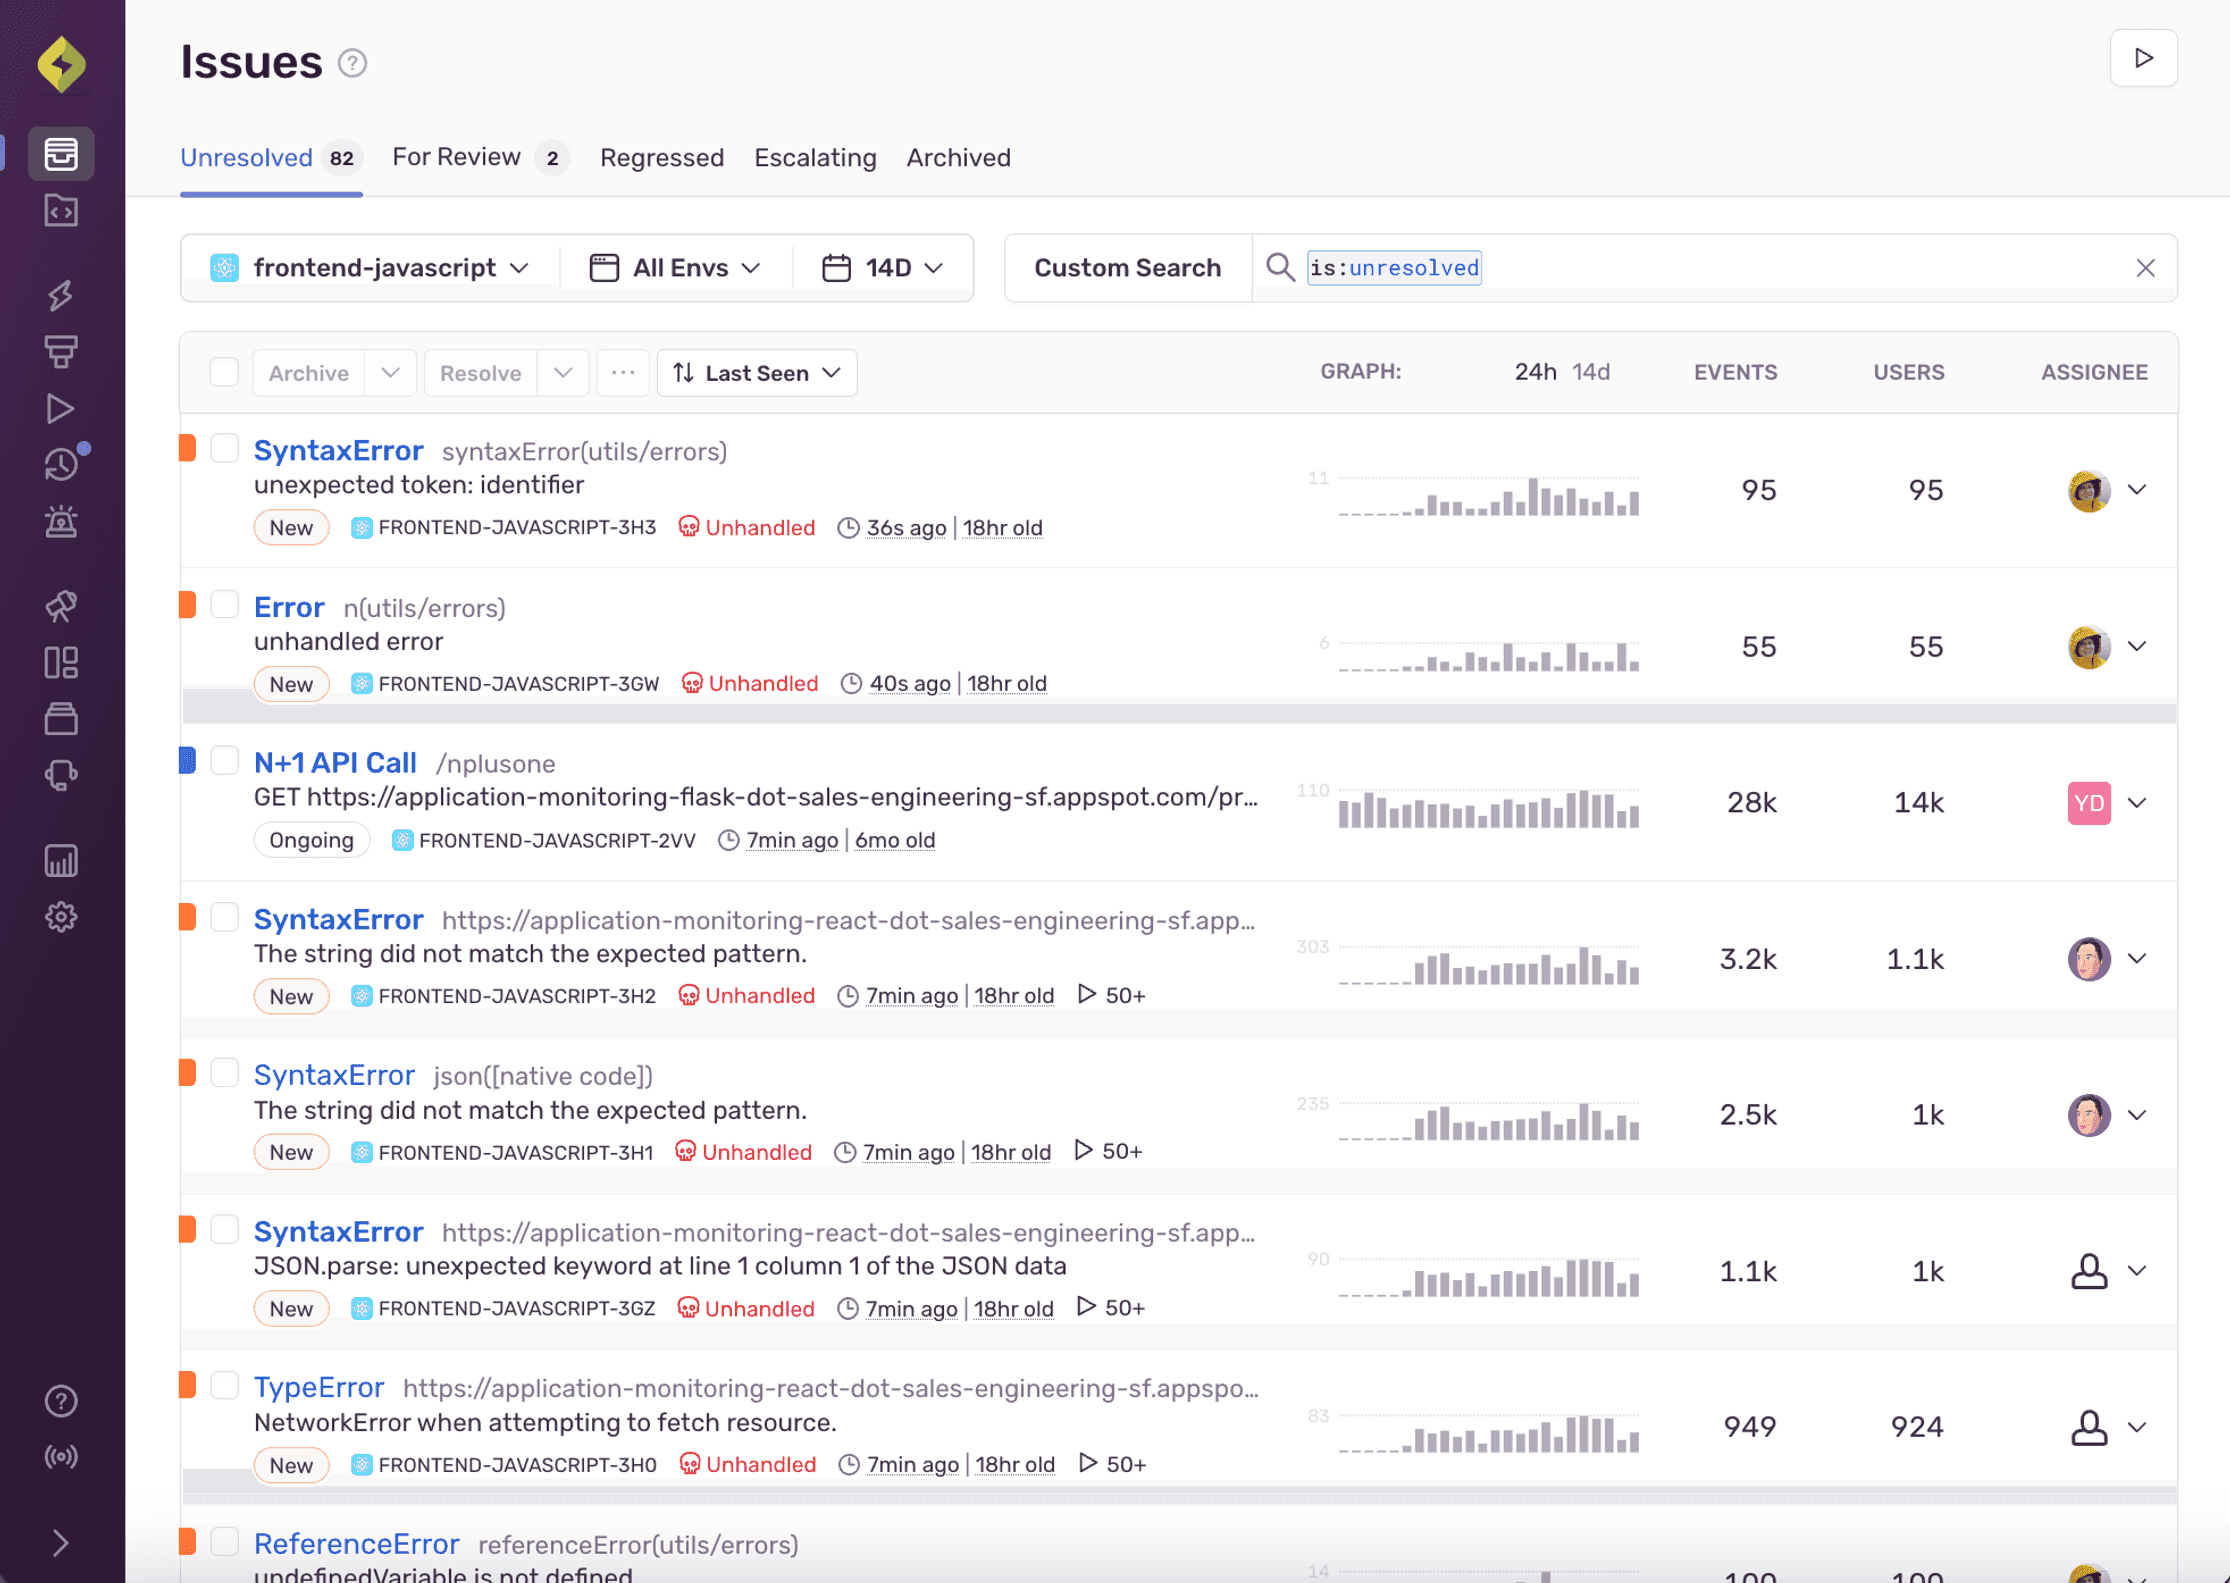 Issues
Unresolved 82 For Review 2 Regressed Escalating Archived
frontend-javascript All Envs 14D Custom Search is:unresolved
Archive Resolve ... Last Seen GRAPH: 24h 14d EVENTS USERS ASSIGNEE
SyntaxError syntaxError(utils/errors)
unexpected token: identifier
11 95 95
New FRONTEND-JAVASCRIPT-3H3 Unhandled 36s ago | 18hr old
Error n(utils/errors)
unhandled error
6 55 55
New FRONTEND-JAVASCRIPT-3GW Unhandled 40s ago | 18hr old
N+1 API Call /nplusone
GET https://application-monitoring-flask-dot-sales-engineering-sf.appspot.com/pr...
110 28k 14k YD
Ongoing FRONTEND-JAVASCRIPT-2VV 7min ago | 6mo old
SyntaxError https://application-monitoring-react-dot-sales-engineering-sf.app...
The string did not match the expected pattern.
303 3.2k 1.1k
New FRONTEND-JAVASCRIPT-3H2 Unhandled 7min ago | 18hr old 50+
SyntaxError json([native code])
The string did not match the expected pattern.
235 2.5k 1k
New FRONTEND-JAVASCRIPT-3H1 Unhandled 7min ago | 18hr old 50+
SyntaxError https://application-monitoring-react-dot-sales-engineering-sf.app...
JSON.parse: unexpected keyword at line 1 column 1 of the JSON data
90 1.1k 1k
New FRONTEND-JAVASCRIPT-3GZ Unhandled 7min ago | 18hr old 50+
TypeError https://application-monitoring-react-dot-sales-engineering-sf.appspo...
NetworkError when attempting to fetch resource.
83 949 924
New FRONTEND-JAVASCRIPT-3H0 Unhandled 7min ago | 18hr old 50+
ReferenceError referenceError(utils/errors)
undefinedVariable is not defined
14 100 100